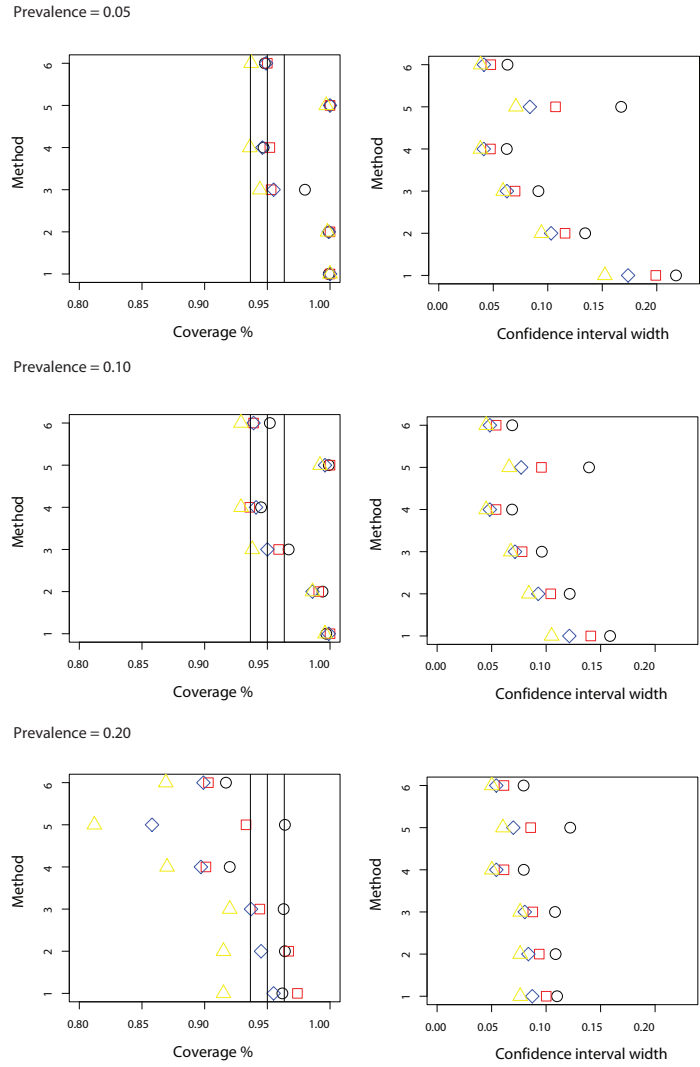 Prevalence = 0.05
6
5
4
3
2
1
Method
0.80 0.85 0.90 0.95 1.00
Coverage %
6
5
4
3
2
1
Method
0.00 0.05 0.10 0.15 0.20
Confidence interval width
Prevalence = 0.10
6
5
4
3
2
1
Method
0.80 0.85 0.90 0.95 1.00
Coverage %
6
5
4
3
2
1
Method
0.00 0.05 0.10 0.15 0.20
Confidence interval width
Prevalence = 0.20
6
5
4
3
2
1
Method
0.80 0.85 0.90 0.95 1.00
Coverage %
6
5
4
3
2
1
Method
0.00 0.05 0.10 0.15 0.20
Confidence interval width